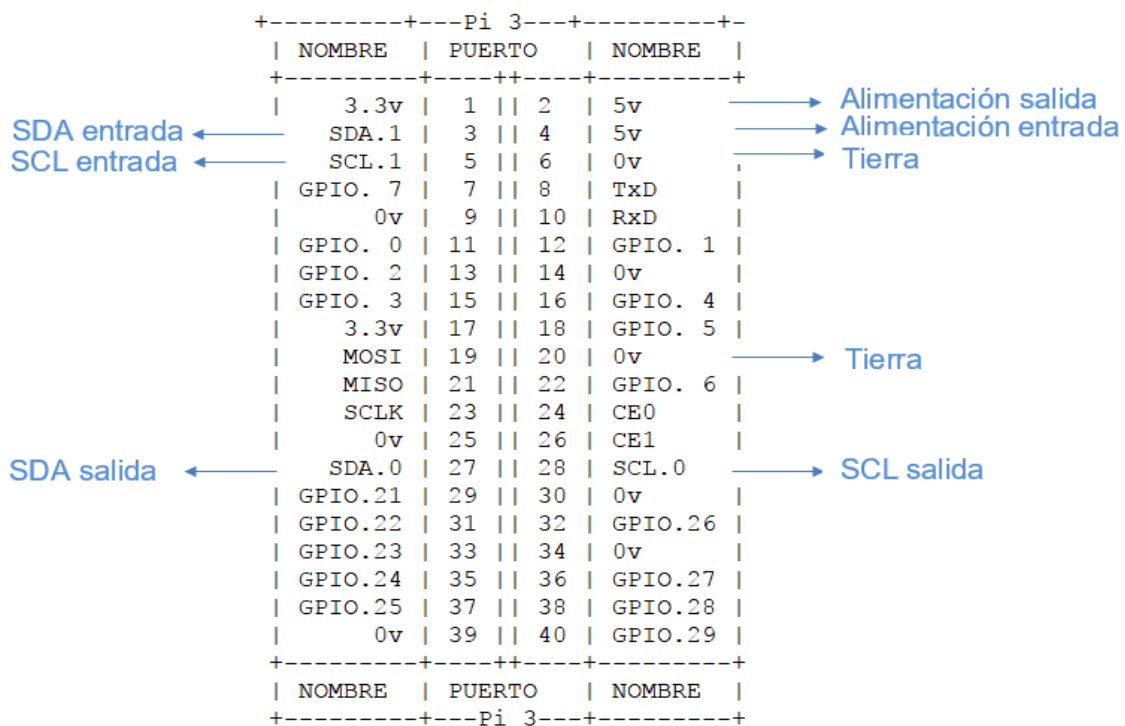 +---------+---Pi 3---+---------+-
| NOMBRE | PUERTO | NOMBRE |
+---------+----++----+---------+
| 3.3v | 1 || 2 | 5v Alimentación salida
SDA entrada SDA.1 | 3 || 4 | 5v Alimentación entrada
SCL entrada SCL.1 | 5 || 6 | 0v Tierra
| GPIO. 7 | 7 || 8 | TxD |
| 0v | 9 || 10 | RxD |
| GPIO. 0 | 11 || 12 | GPIO. 1 |
| GPIO. 2 | 13 || 14 | 0v |
| GPIO. 3 | 15 || 16 | GPIO. 4 |
| 3.3v | 17 || 18 | GPIO. 5 |
| MOSI | 19 || 20 | 0v Tierra
| MISO | 21 || 22 | GPIO. 6 |
| SCLK | 23 || 24 | CE0 |
| 0v | 25 || 26 | CE1 |
SDA salida SDA.0 | 27 || 28 | SCL.0 SCL salida
| GPIO.21 | 29 || 30 | 0v |
| GPIO.22 | 31 || 32 | GPIO.26 |
| GPIO.23 | 33 || 34 | 0v |
| GPIO.24 | 35 || 36 | GPIO.27 |
| GPIO.25 | 37 || 38 | GPIO.28 |
| 0v | 39 || 40 | GPIO.29 |
+---------+----++----+---------+
| NOMBRE | PUERTO | NOMBRE |
+---------+---Pi 3---+---------+